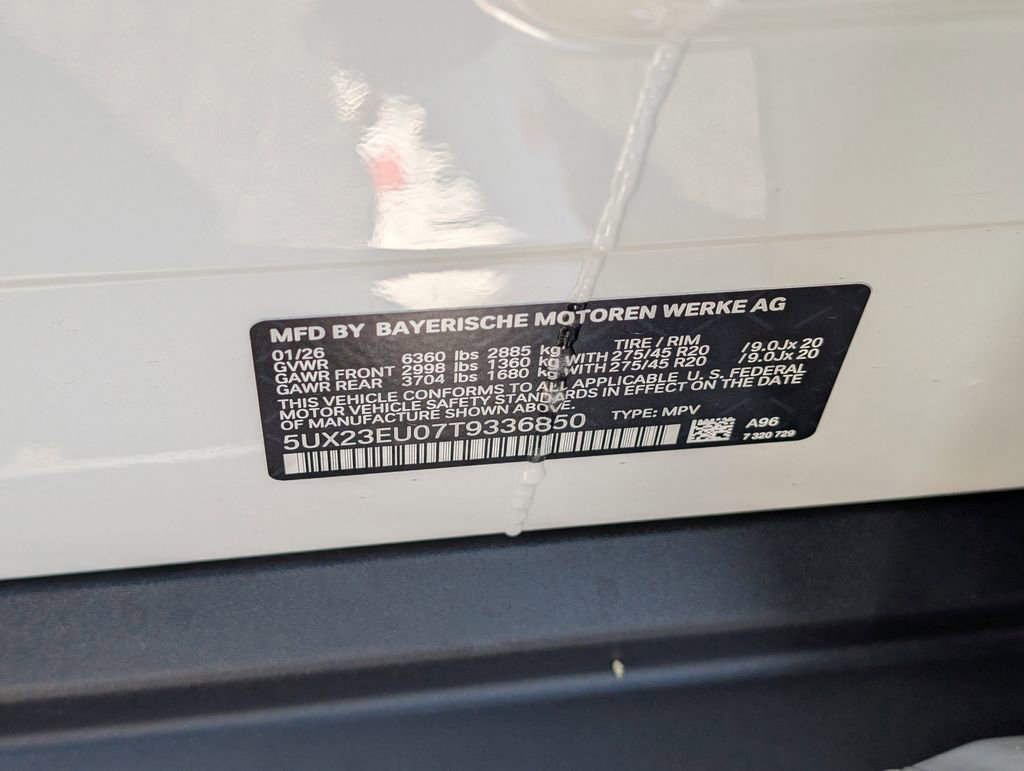 MFD BY BAYERISCHE MOTOREN WERKE AG
01/26 TIRE / RIM
GVWR 6360 lbs 2885 kg
GAWR FRONT 2998 lbs 1360 kg WITH 275/45 R20 /9.0Jx20
GAWR REAR 3704 lbs 1680 kg WITH 275/45 R20 /9.0Jx20
THIS VEHICLE CONFORMS TO ALL APPLICABLE U.S. FEDERAL
MOTOR VEHICLE SAFETY STANDARDS IN EFFECT ON THE DATE
OF MANUFACTURE SHOWN ABOVE.
5UX23EU07T9336850 TYPE: MPV
A96
7 320 729